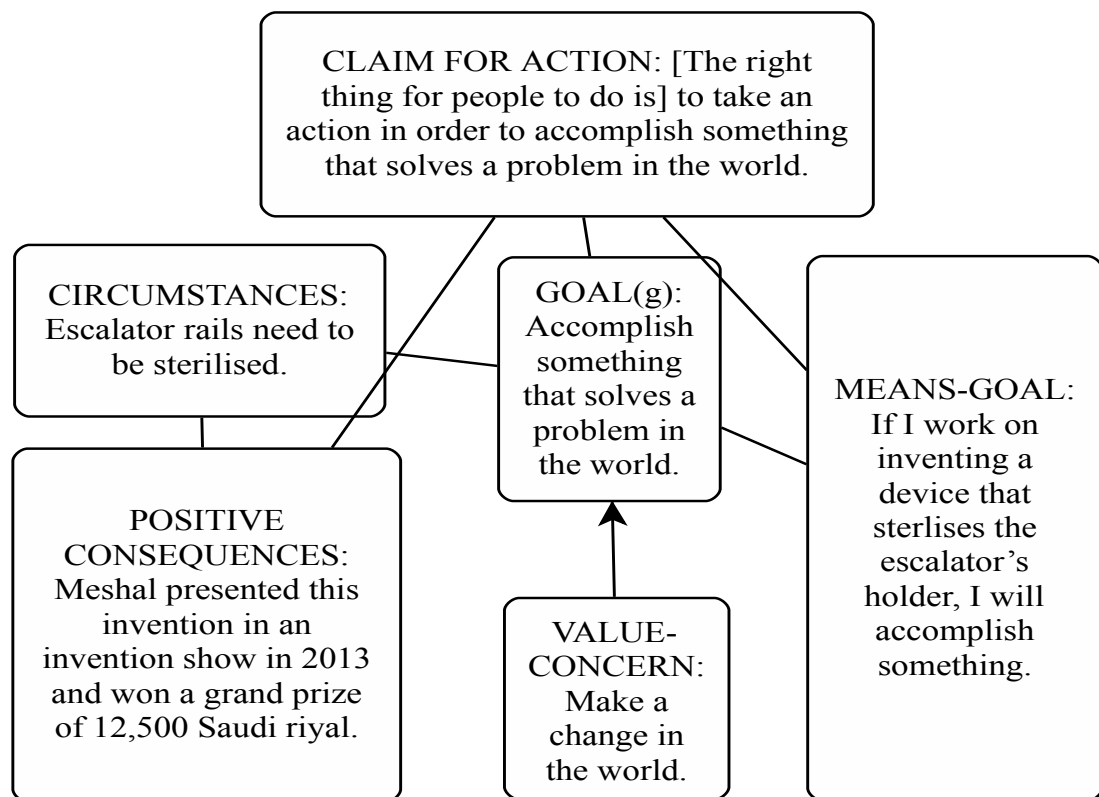 CLAIM FOR ACTION: [The right
thing for people to do is] to take an
action in order to accomplish something
that solves a problem in the world.
CIRCUMSTANCES:
Escalator rails need to
be sterilised.
GOAL(g):
Accomplish
something
that solves a
problem in
the world.
MEANS-GOAL:
If I work on
inventing a
device that
sterlises the
escalator’s
holder, I will
accomplish
something.
POSITIVE
CONSEQUENCES:
Meshal presented this
invention in an
invention show in 2013
and won a grand prize
of 12,500 Saudi riyal.
VALUE-
CONCERN:
Make a
change in
the world.